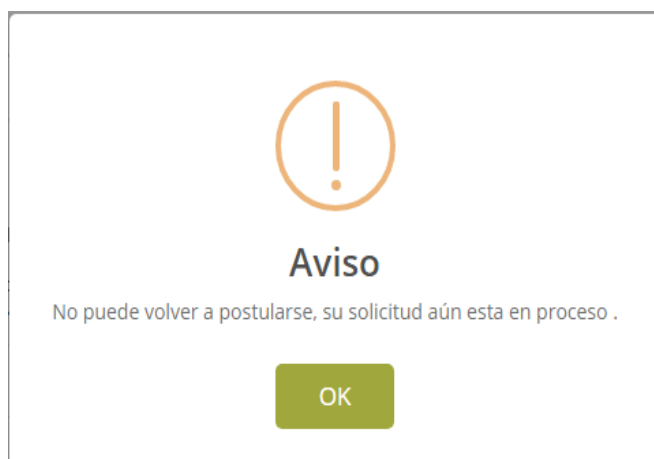 Aviso
No puede volver a postularse, su solicitud aún esta en proceso .
OK